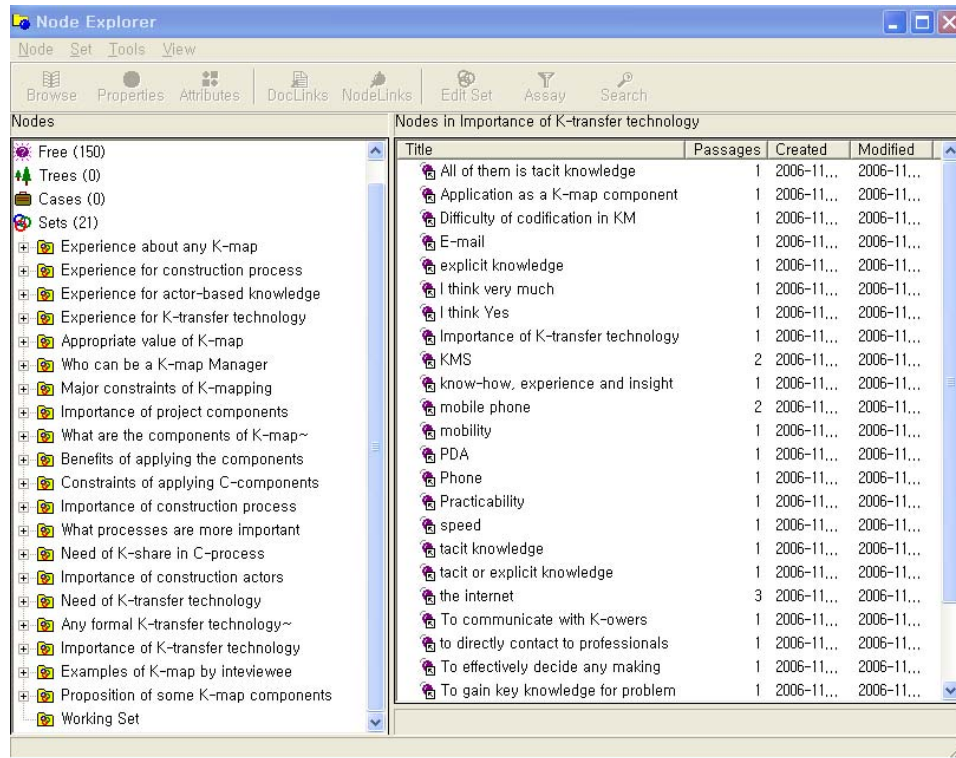 Node Explorer
Node Set Tools View
Browse Properties Attributes DocLinks NodeLinks Edit Set Assay Search
Nodes
Free (150)
Trees (0)
Cases (0)
Sets (21)
Experience about any K-map
Experience for construction process
Experience for actor-based knowledge
Experience for K-transfer technology
Appropriate value of K-map
Who can be a K-map Manager
Major constraints of K-mapping
Importance of project components
What are the components of K-map~
Benefits of applying the components
Constraints of applying C-components
Importance of construction process
What processes are more important
Need of K-share in C-process
Importance of construction actors
Need of K-transfer technology
Any formal K-transfer technology~
Importance of K-transfer technology
Examples of K-map by inteviewee
Proposition of some K-map components
Working Set
Nodes in Importance of K-transfer technology
Title Passages Created Modified
All of them is tacit knowledge 1 2006-11... 2006-11...
Application as a K-map component 1 2006-11... 2006-11...
Difficulty of codification in KM 1 2006-11... 2006-11...
E-mail 1 2006-11... 2006-11...
explicit knowledge 1 2006-11... 2006-11...
I think very much 1 2006-11... 2006-11...
I think Yes 1 2006-11... 2006-11...
Importance of K-transfer technology 1 2006-11... 2006-11...
KMS 2 2006-11... 2006-11...
know-how, experience and insight 1 2006-11... 2006-11...
mobile phone 2 2006-11... 2006-11...
mobility 1 2006-11... 2006-11...
PDA 1 2006-11... 2006-11...
Phone 1 2006-11... 2006-11...
Practicability 1 2006-11... 2006-11...
speed 1 2006-11... 2006-11...
tacit knowledge 1 2006-11... 2006-11...
tacit or explicit knowledge 1 2006-11... 2006-11...
the internet 3 2006-11... 2006-11...
To communicate with K-owers 1 2006-11... 2006-11...
to directly contact to professionals 1 2006-11... 2006-11...
To effectively decide any making 1 2006-11... 2006-11...
To gain key knowledge for problem 1 2006-11... 2006-11...